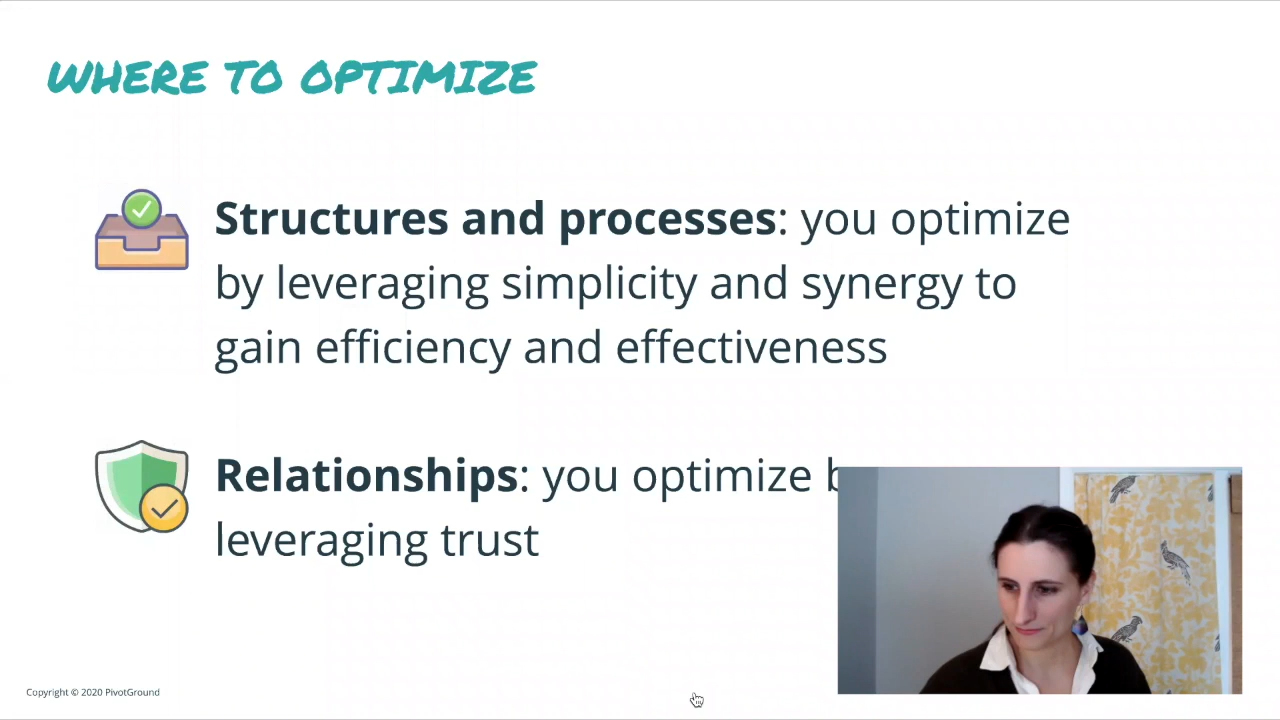 WHERE TO OPTIMIZE
Structures and processes: you optimize
by leveraging simplicity and synergy to
gain efficiency and effectiveness
Relationships: you optimize
leveraging trust
Copyright © 2020 PivotGround